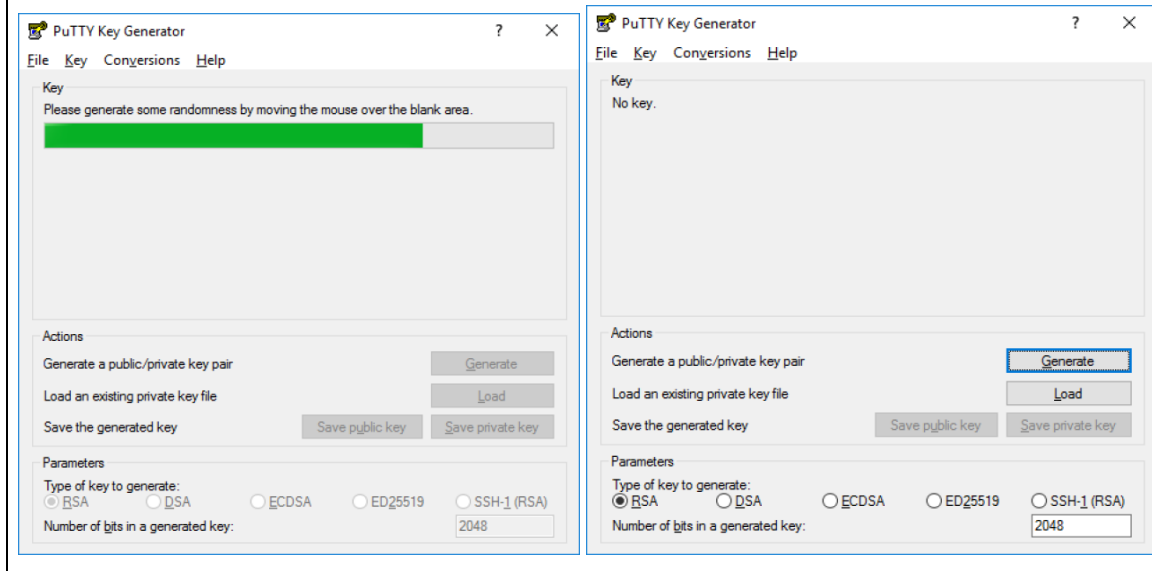 PuTTY Key Generator ? ×
File Key Conversions Help
Key
Please generate some randomness by moving the mouse over the blank area.
Actions
Generate a public/private key pair Generate
Load an existing private key file Load
Save the generated key Save public key Save private key
Parameters
Type of key to generate:
RSA DSA ECDSA ED25519 SSH-1 (RSA)
Number of bits in a generated key: 2048
PuTTY Key Generator ? ×
File Key Conversions Help
Key
No key.
Actions
Generate a public/private key pair Generate
Load an existing private key file Load
Save the generated key Save public key Save private key
Parameters
Type of key to generate:
RSA DSA ECDSA ED25519 SSH-1 (RSA)
Number of bits in a generated key: 2048